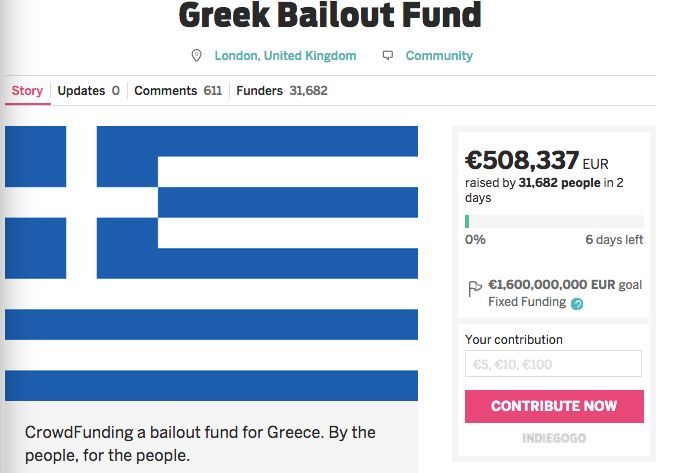 Greek Bailout Fund
London, United Kingdom Community
Story Updates 0 Comments 611 Funders 31,682
€508,337 EUR
raised by 31,682 people in 2
days
0% 6 days left
€1,600,000,000 EUR goal
Fixed Funding ?
Your contribution
€5, €10, €100
CONTRIBUTE NOW
INDIEGOGO
CrowdFunding a bailout fund for Greece. By the
people, for the people.